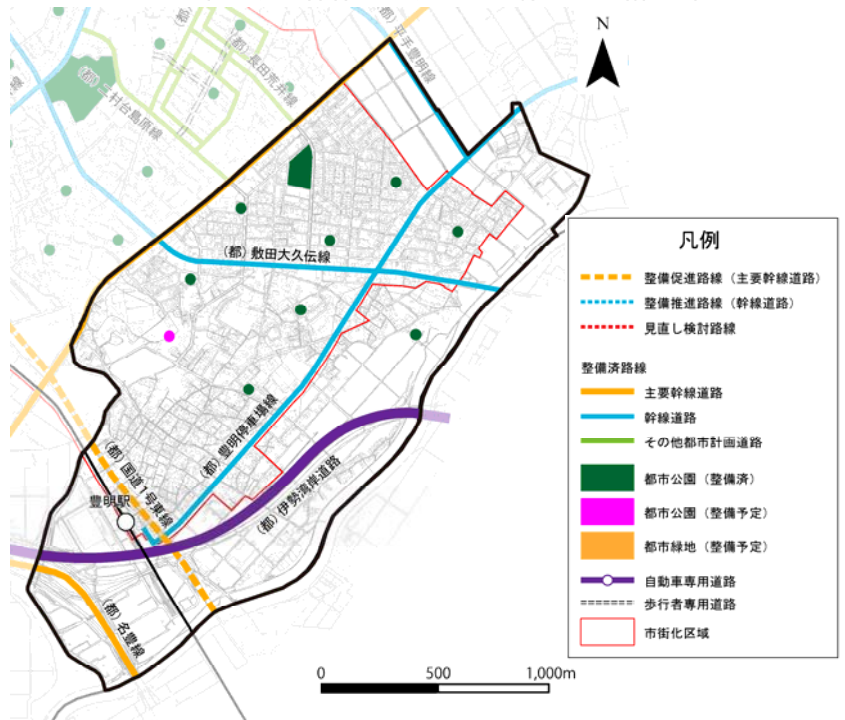 N
(都)平手豊明線
(都)長田荒井線
(都)二村台島原線
(都)敷田大久伝線
(都)豊明停車場線
(都)国道1号東線
豊明駅
(都)伊勢湾岸道路
(都)名豊線
0 500 1,000m
凡例
整備促進路線(主要幹線道路)
整備推進路線(幹線道路)
見直し検討路線
整備済路線
主要幹線道路
幹線道路
その他都市計画道路
都市公園(整備済)
都市公園(整備予定)
都市緑地(整備予定)
自動車専用道路
歩行者専用道路
市街化区域